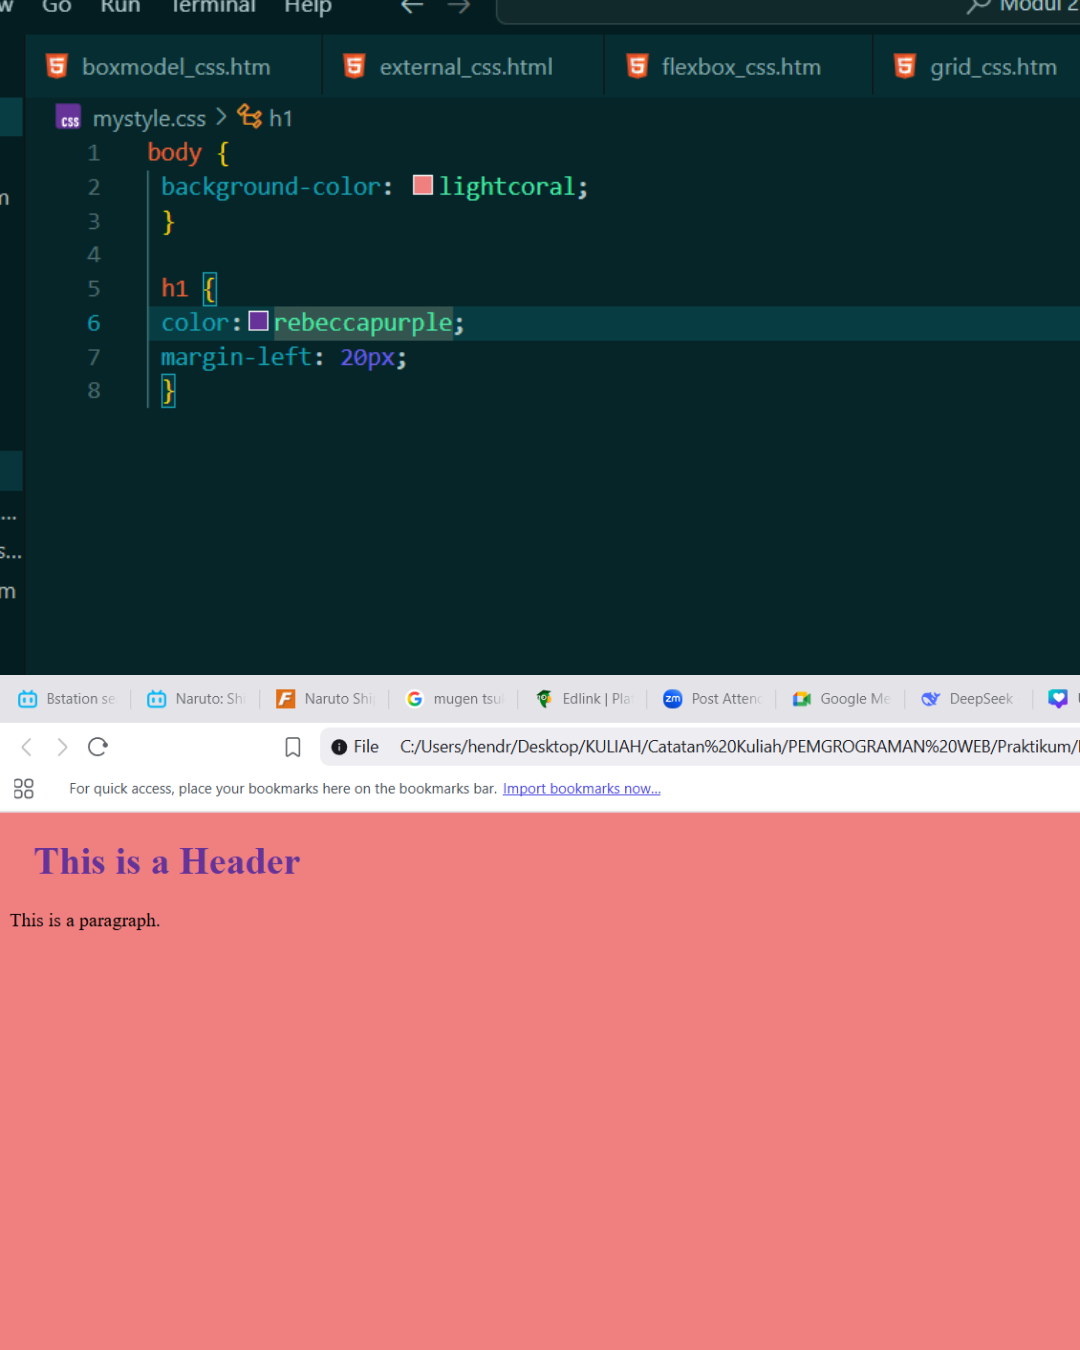 Go Run Terminal Help Modul 2
boxmodel_css.htm external_css.html flexbox_css.htm grid_css.htm
css mystyle.css > h1
1 body {
2 background-color: lightcoral;
3 }
4
5 h1 {
6 color: rebeccapurple;
7 margin-left: 20px;
8 }
...
s...
m
Bstation se Naruto: Shi Naruto Ship mugen tsu Edlink | Pla zm Post Attend Google Me DeepSeek
File C:/Users/hendr/Desktop/KULIAH/Catatan%20Kuliah/PEMGROGRAMAN%20WEB/Praktikum/
For quick access, place your bookmarks here on the bookmarks bar. Import bookmarks now...
This is a Header
This is a paragraph.